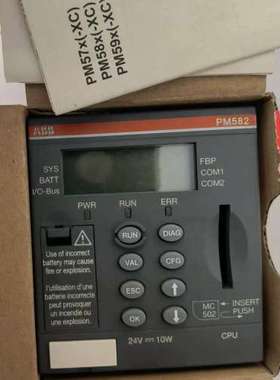 PM57x(-XC)
PM58x(-XC)
PM59x(-XC)
ABB
PM582
SYS
BATT
I/O-Bus
FBP
COM1
COM2
PWR RUN ERR
RUN
DIAG
VAL
CFG
ESC
OK
Use of incorrect
battery may cause
fire or explosion.
L'utilisation d'une
batterie incorrecte
peut provoquer
un incendie ou
une explosion.
MC
502
INSERT
PUSH
24V 10W
CPU